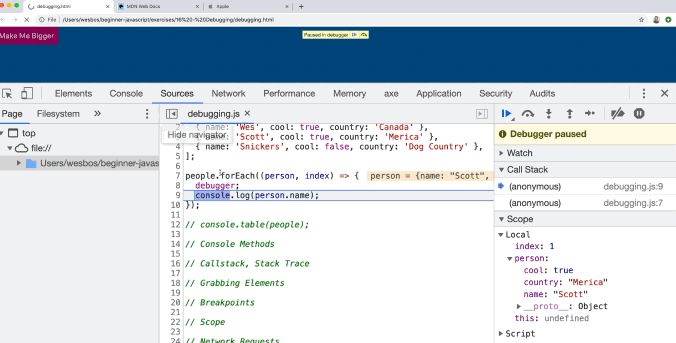 debugging.html
MDN Web Docs
Apple
File | /Users/wesbos/beginner-javascript/exercises/16%20-%20Debugging/debugging.html
Make Me Bigger
Paused in debugger
Elements Console Sources Network Performance Memory axe Application Security Audits
Page Filesystem »
debugging.js
top
file://
Users/wesbos/beginner-javas
Hide navigator
{ name: 'Wes', cool: true, country: 'Canada' },
4 { name: 'Scott', cool: true, country: 'Merica' },
5 { name: 'Snickers', cool: false, country: 'Dog Country' },
];
6
7 people.forEach((person, index) => { person = {name: "Scott",
8 debugger;
9 console.log(person.name);
10 });
11
12 // console.table(people);
13
14 // Console Methods
15
16 // Callstack, Stack Trace
17
18 // Grabbing Elements
19
20 // Breakpoints
21
22 // Scope
23
24 // Network Requests
Debugger paused
Watch
Call Stack
(anonymous) debugging.js:9
(anonymous) debugging.js:7
Scope
Local
index: 1
person:
cool: true
country: "Merica"
name: "Scott"
__proto__: Object
this: undefined
Script